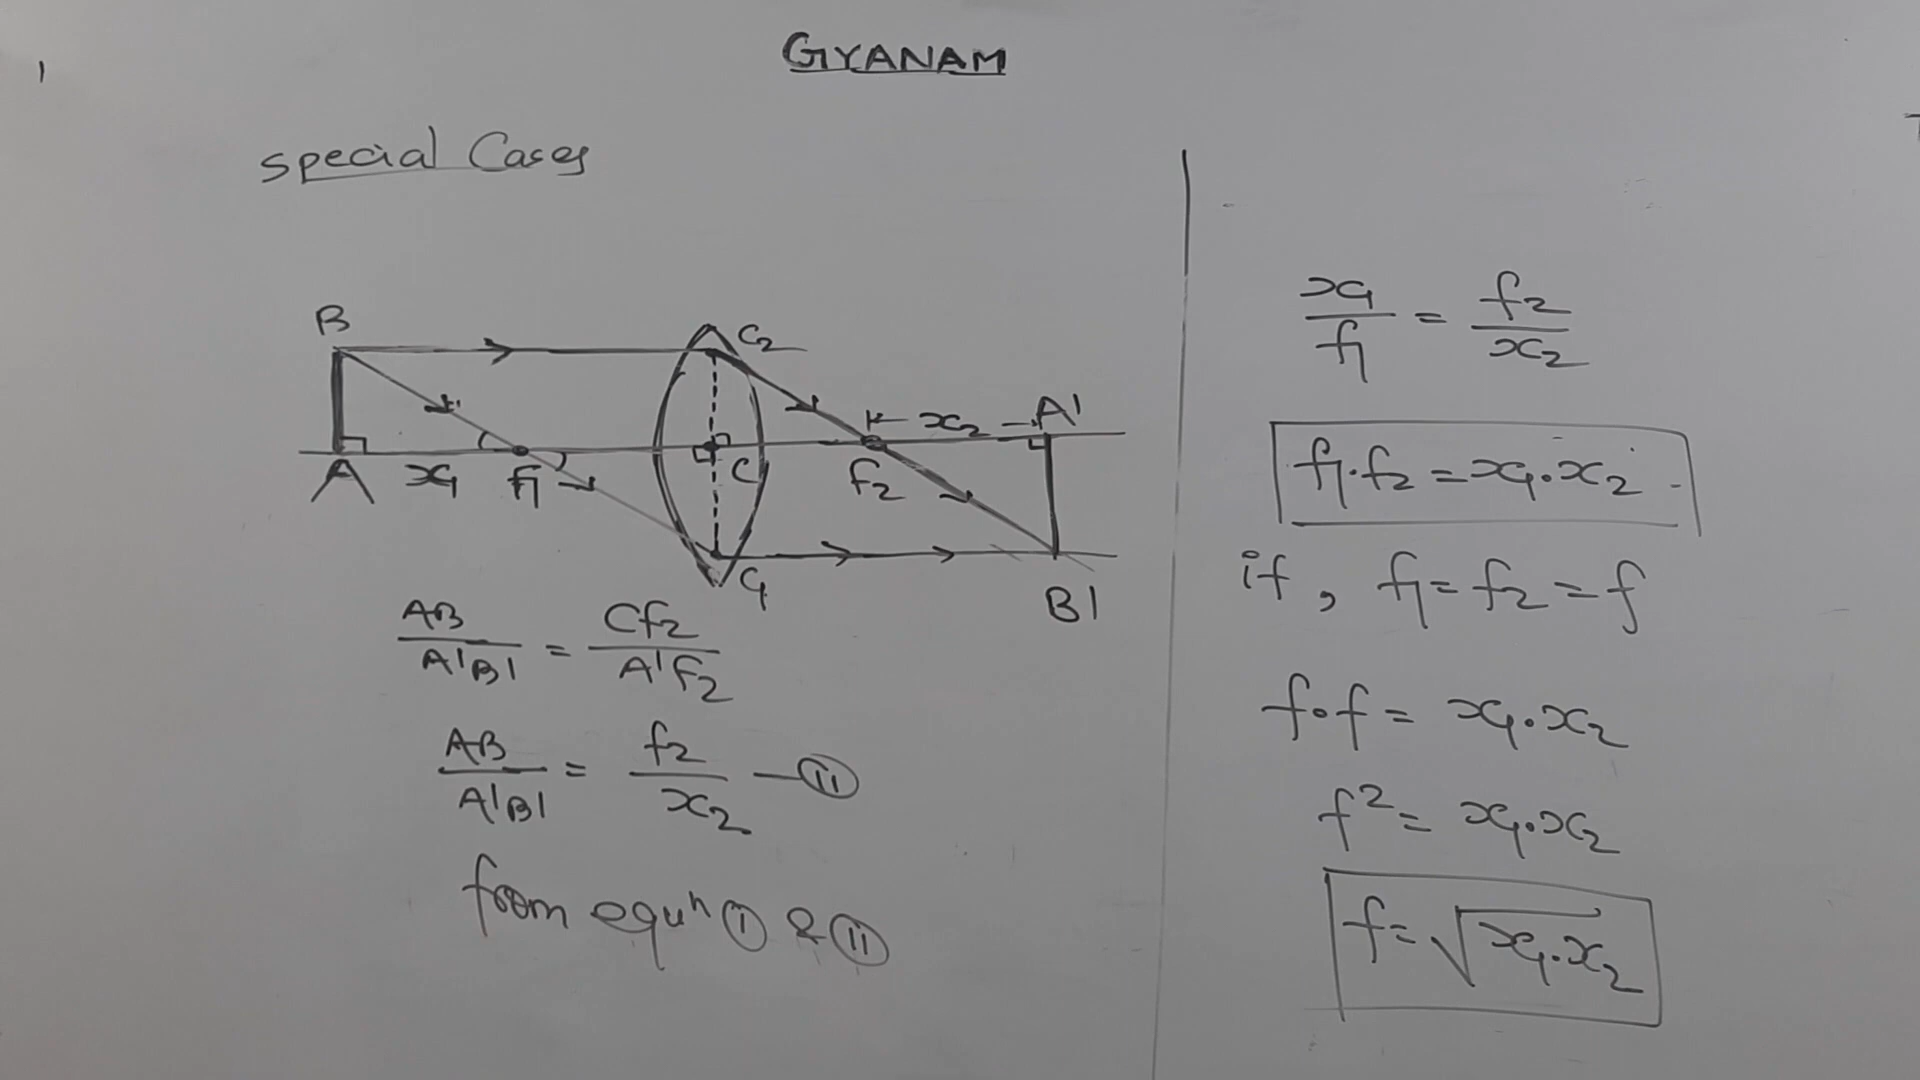 GYANAM
Special Cases
B
C2
A
x1
f1
C
f2
x2
A'
C1
B'
AB/A'B' = Cf2/A'f2
AB/A'B' = f2/x2 — (II)
from equⁿ (I) & (II)
x1/f1 = f2/x2
f1·f2 = x1·x2
if, f1 = f2 = f
f·f = x1·x2
f² = x1·x2
f = √x1·x2